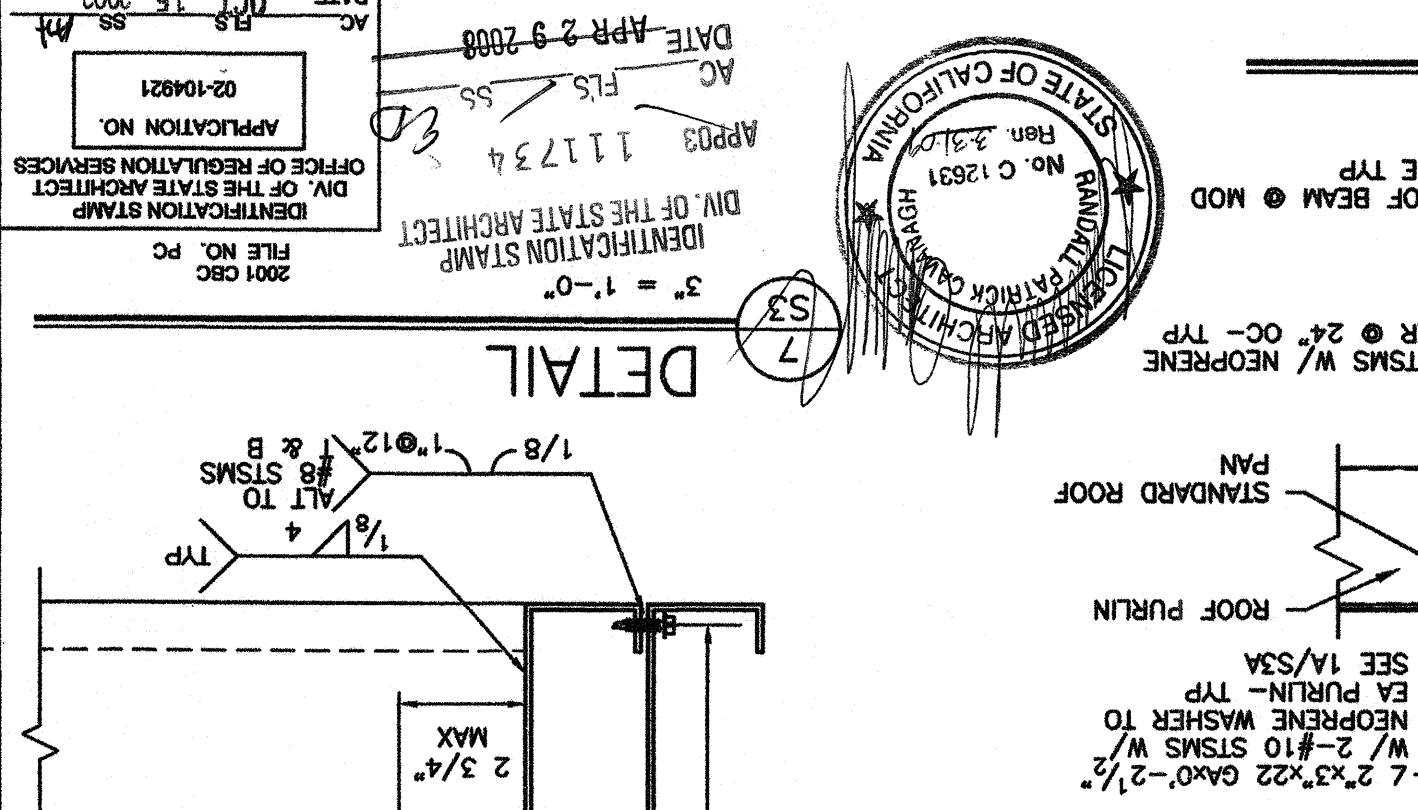 L 2"x3"x22 GAx0'-2 1/2"
W/ 2-#10 STSMS W/
NEOPRENE WASHER TO
EA PURLIN- TYP
SEE 1A/S3A
ROOF PURLIN
STANDARD ROOF
PAN
TSMS W/ NEOPRENE
R @ 24" OC- TYP
OF BEAM @ MOD
E TYP
2 3/4"
MAX
1/8
4
TYP
1/8
1"@12"
ALT TO
#8 STSMS
T & B
7
S3
DETAIL
3" = 1'-0"
LICENSED ARCHITECT
RANDALL PATRICK CAVANAGH
No. C 12631
Ren. 3-31-09
STATE OF CALIFORNIA
IDENTIFICATION STAMP
DIV. OF THE STATE ARCHITECT
APP03 111734
AC FLS SS
DATE APR 29 2008
2001 CBC
FILE NO. PC
IDENTIFICATION STAMP
DIV. OF THE STATE ARCHITECT
OFFICE OF REGULATION SERVICES
APPLICATION NO.
02-104921
AC FLS SS
DATE OCT 15 2002